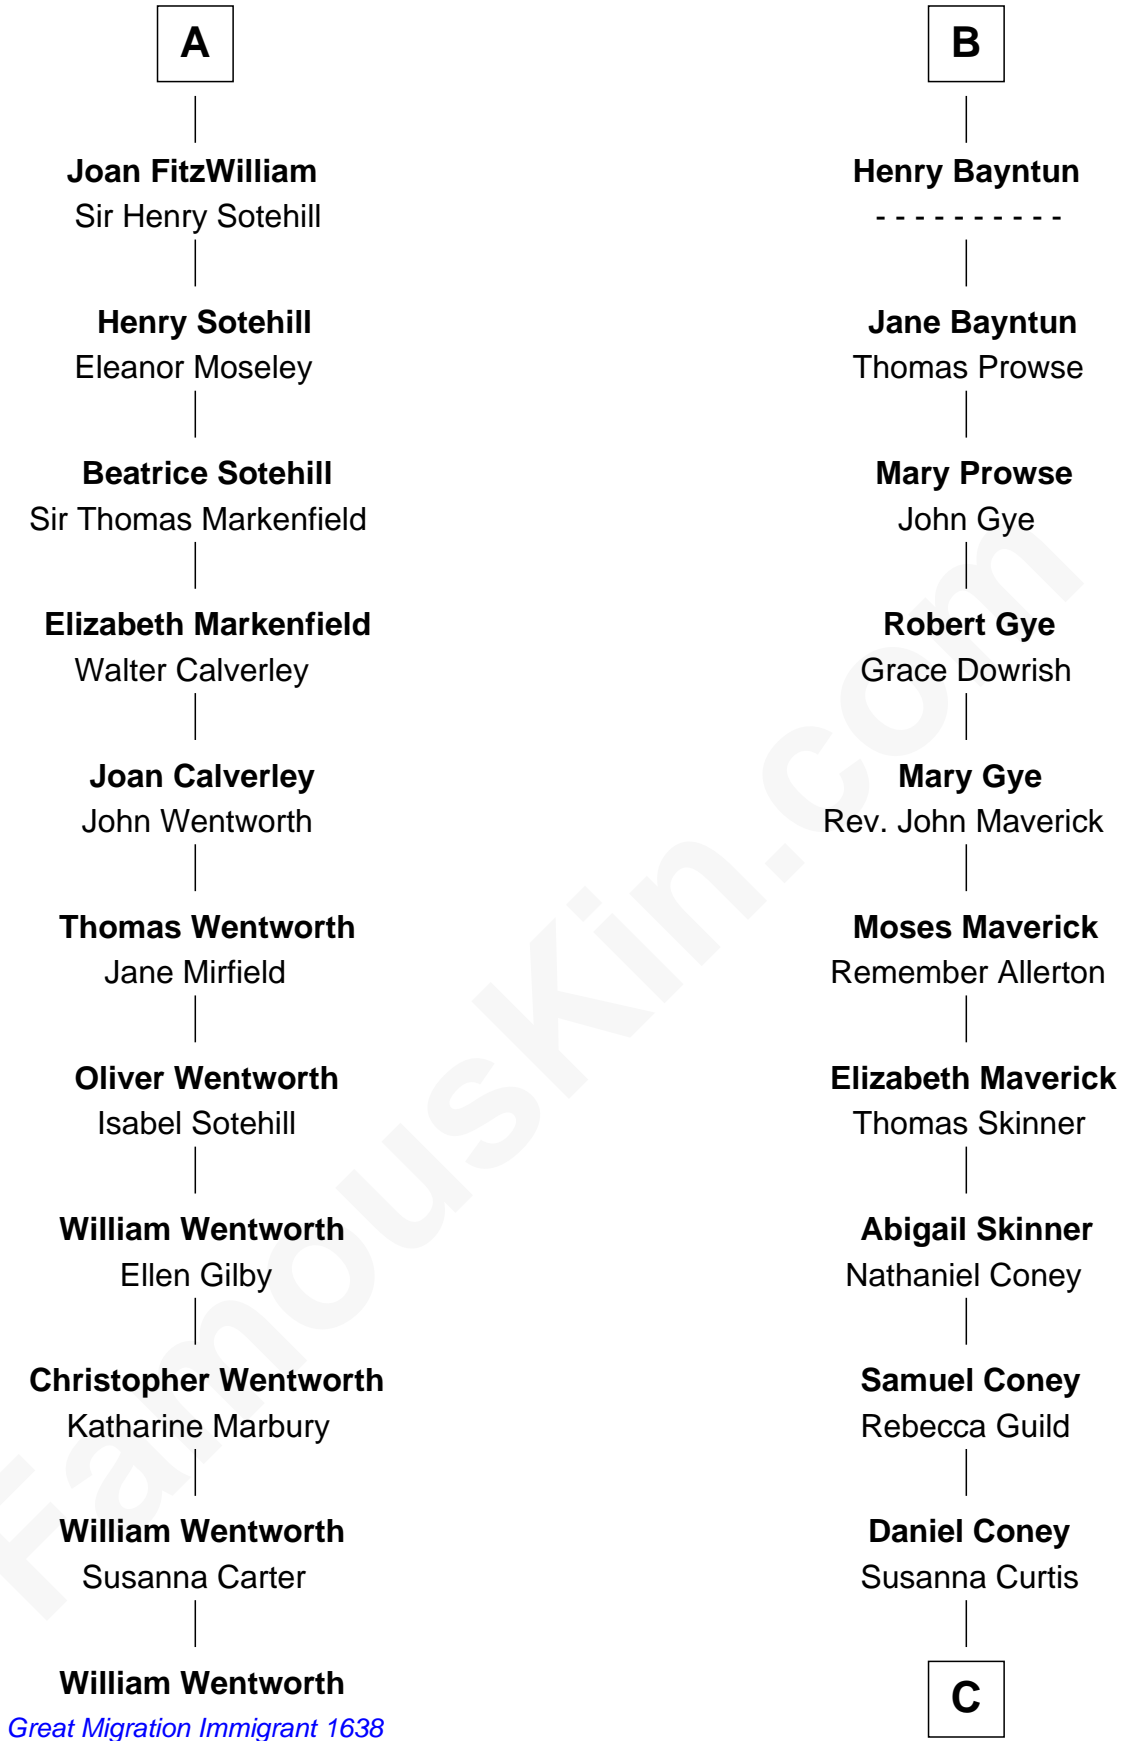 A
Joan FitzWilliam
Sir Henry Sotehill
Henry Sotehill
Eleanor Moseley
Beatrice Sotehill
Sir Thomas Markenfield
Elizabeth Markenfield
Walter Calverley
Joan Calverley
John Wentworth
Thomas Wentworth
Jane Mirfield
Oliver Wentworth
Isabel Sotehill
William Wentworth
Ellen Gilby
Christopher Wentworth
Katharine Marbury
William Wentworth
Susanna Carter
William Wentworth
Great Migration Immigrant 1638
B
Henry Bayntun
- - - - - - - - - -
Jane Bayntun
Thomas Prowse
Mary Prowse
John Gye
Robert Gye
Grace Dowrish
Mary Gye
Rev. John Maverick
Moses Maverick
Remember Allerton
Elizabeth Maverick
Thomas Skinner
Abigail Skinner
Nathaniel Coney
Samuel Coney
Rebecca Guild
Daniel Coney
Susanna Curtis
C
FamousKin.com